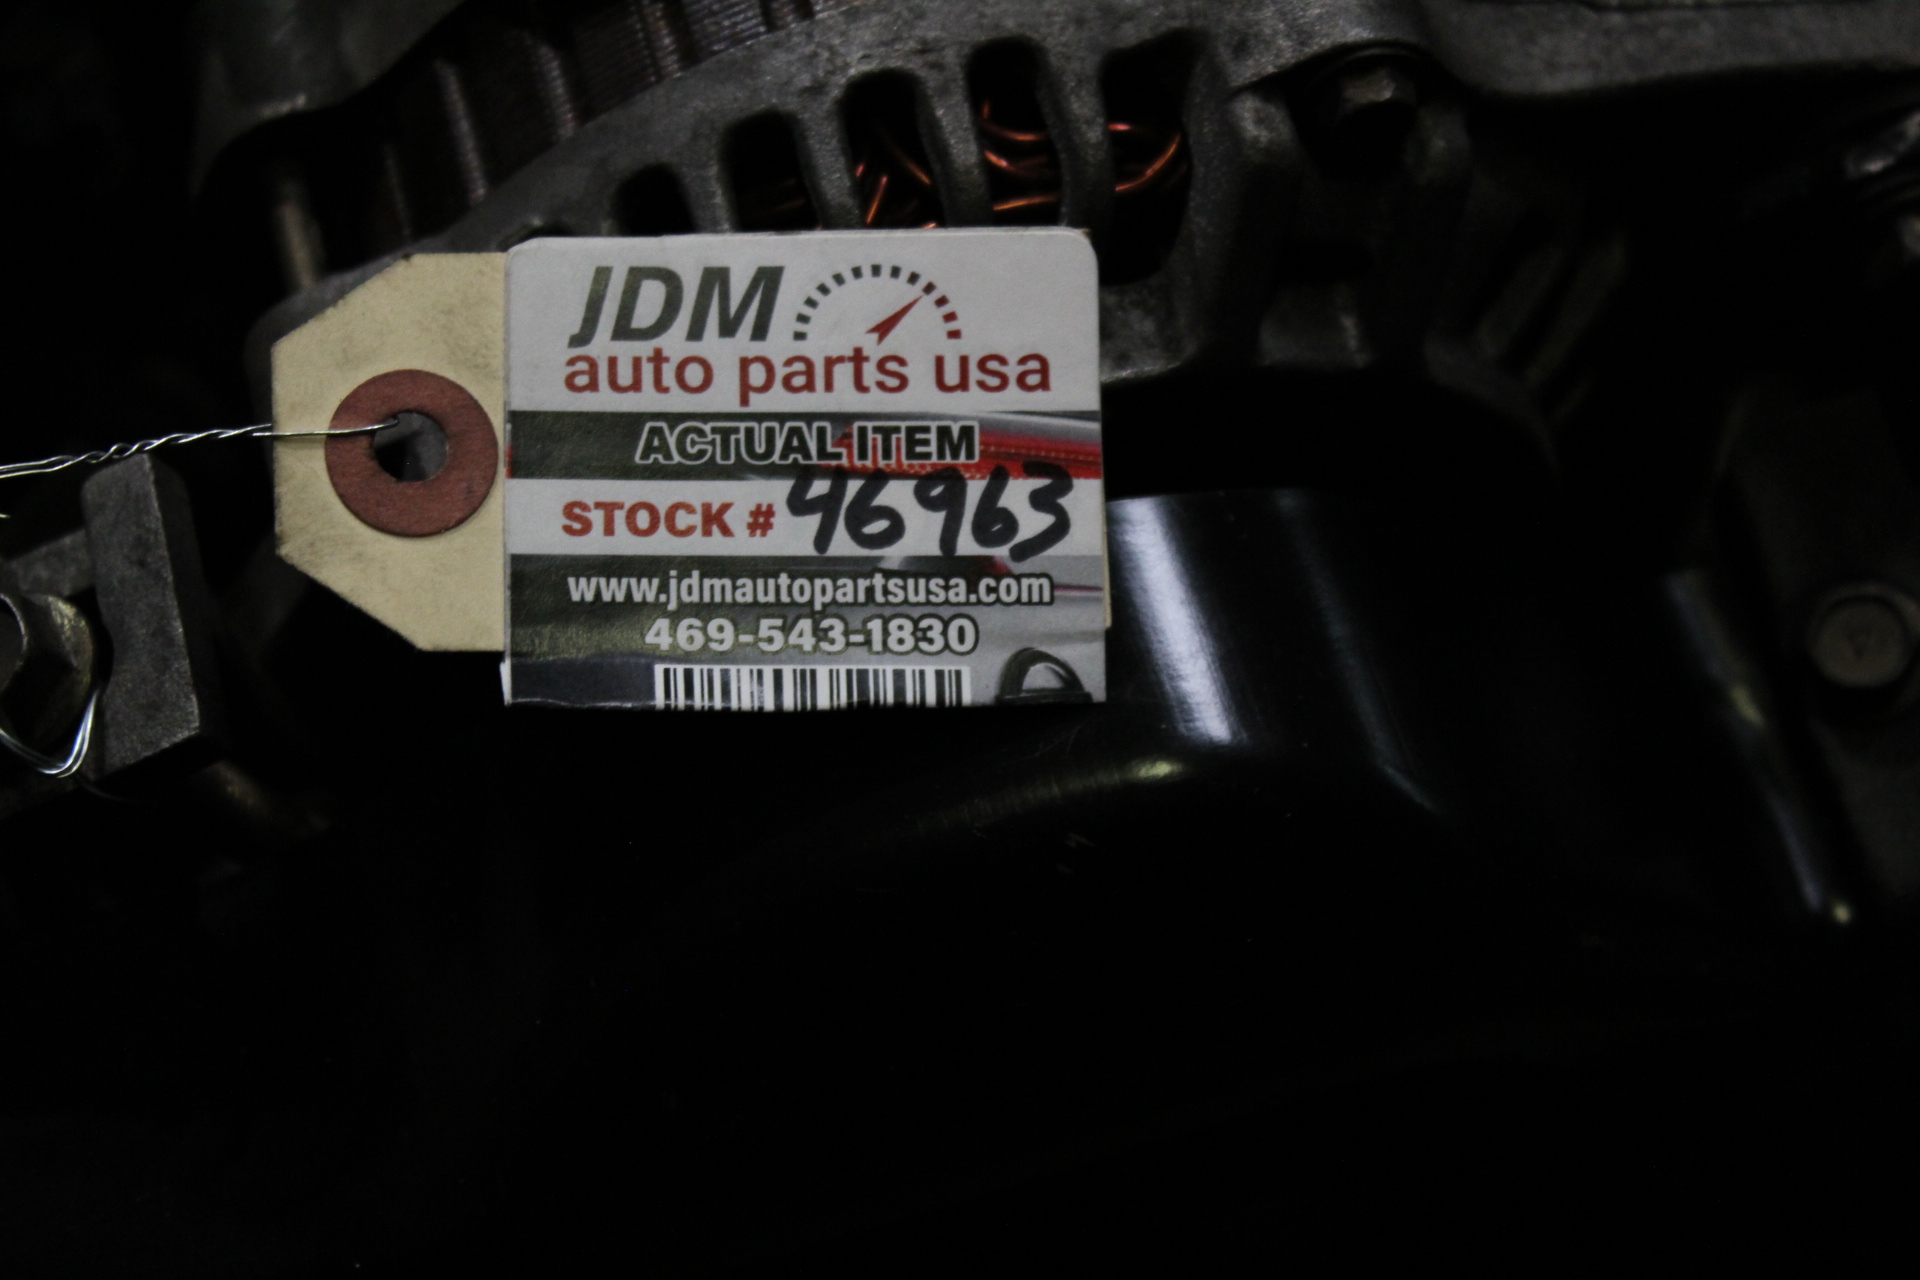 JDM
auto parts usa
ACTUAL ITEM
STOCK # 46963
www.jdmautopartsusa.com
469-543-1830